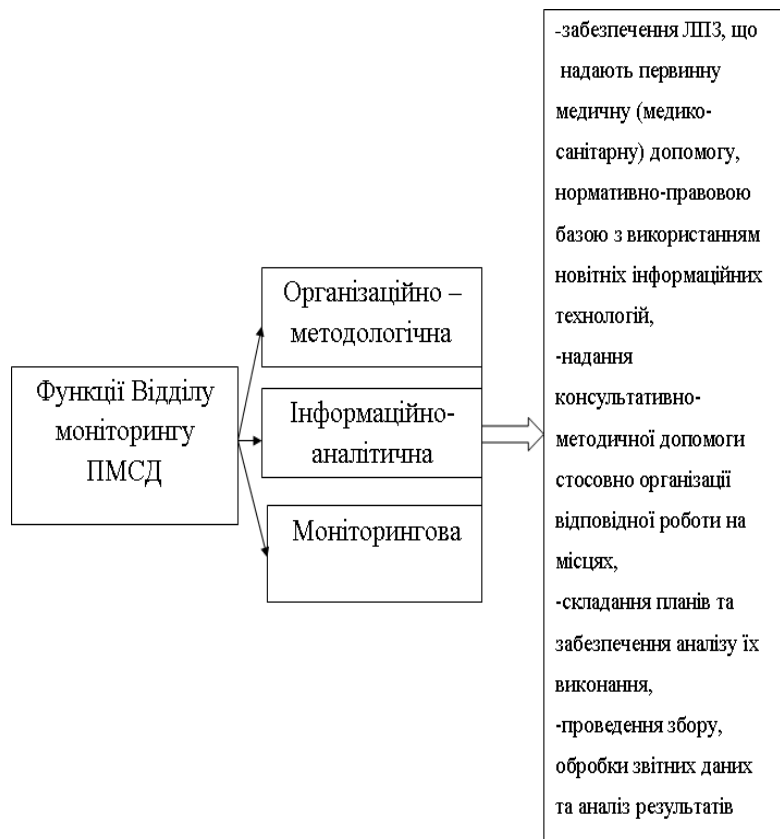 Функції Відділу
моніторингу
ПМСД
Організаційно –
методологічна
Інформаційно-
аналітична
Моніторингова
-забезпечення ЛПЗ, що
надають первинну
медичну (медико-
санітарну) допомогу,
нормативно-правовою
базою з використанням
новітніх інформаційних
технологій,
-надання
консультативно-
методичної допомоги
стосовно організації
відповідної роботи на
місцях,
-складання планів та
забезпечення аналізу їх
виконання,
-проведення збору,
обробки звітних даних
та аналіз результатів